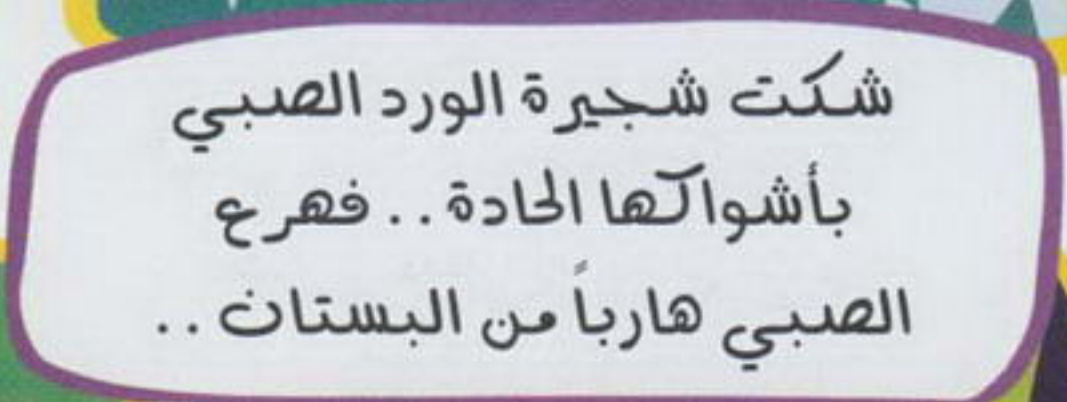 شكت شجيرة الورد الصبي
بأشواكها الحادة .. فهرع
الصبي هارباً من البستان ..